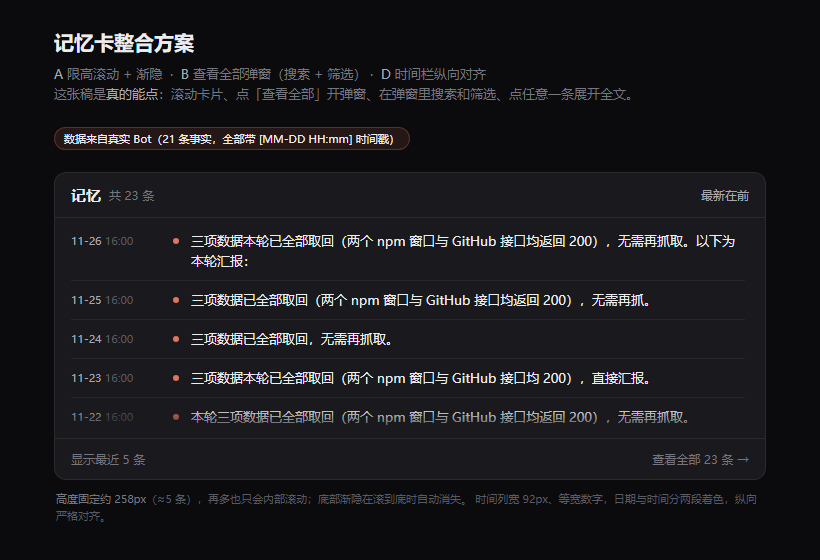 记忆卡整合方案
A 限高滚动 + 渐隐 · B 查看全部弹窗（搜索 + 筛选） · D 时间栏纵向对齐
这张稿是真的能点：滚动卡片、点「查看全部」开弹窗、在弹窗里搜索和筛选、点任意一条展开全文。
数据来自真实 Bot（21 条事实，全部带 [MM-DD HH:mm] 时间戳）
记忆 共 23 条 最新在前
11-26 16:00 三项数据本轮已全部取回（两个 npm 窗口与 GitHub 接口均返回 200），无需再抓取。以下为
本轮汇报：
11-25 16:00 三项数据已全部取回（两个 npm 窗口与 GitHub 接口均返回 200），无需再抓。
11-24 16:00 三项数据已全部取回，无需再抓取。
11-23 16:00 三项数据本轮已全部取回（两个 npm 窗口与 GitHub 接口均 200），直接汇报。
11-22 16:00 本轮三项数据已全部取回（两个 npm 窗口与 GitHub 接口均返回 200），无需再抓取。
显示最近 5 条 查看全部 23 条 →
高度固定约 258px（≈5 条），再多也只会内部滚动；底部渐隐在滚到底时自动消失。 时间列宽 92px、等宽数字，日期与时间分两段着色，纵向
严格对齐。